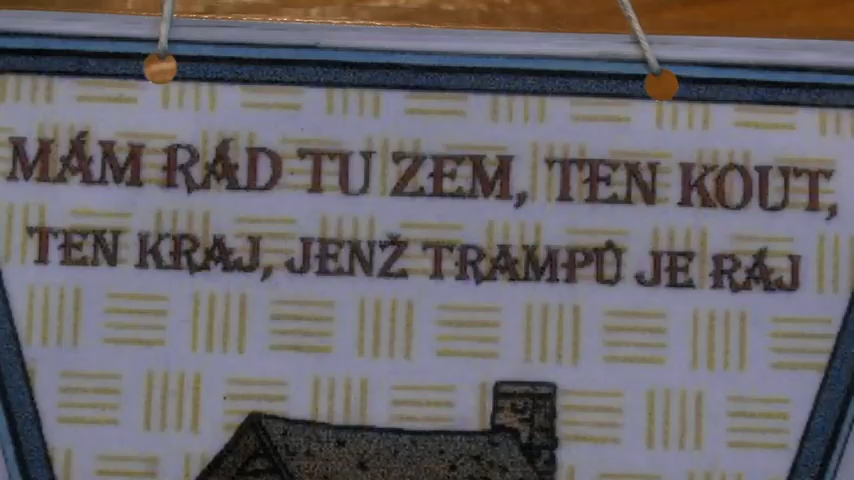 MÁM RÁD TU ZEM, TEN KOUT,
TEN KRAJ, JENŽ TRAMPŮ JE RÁJ